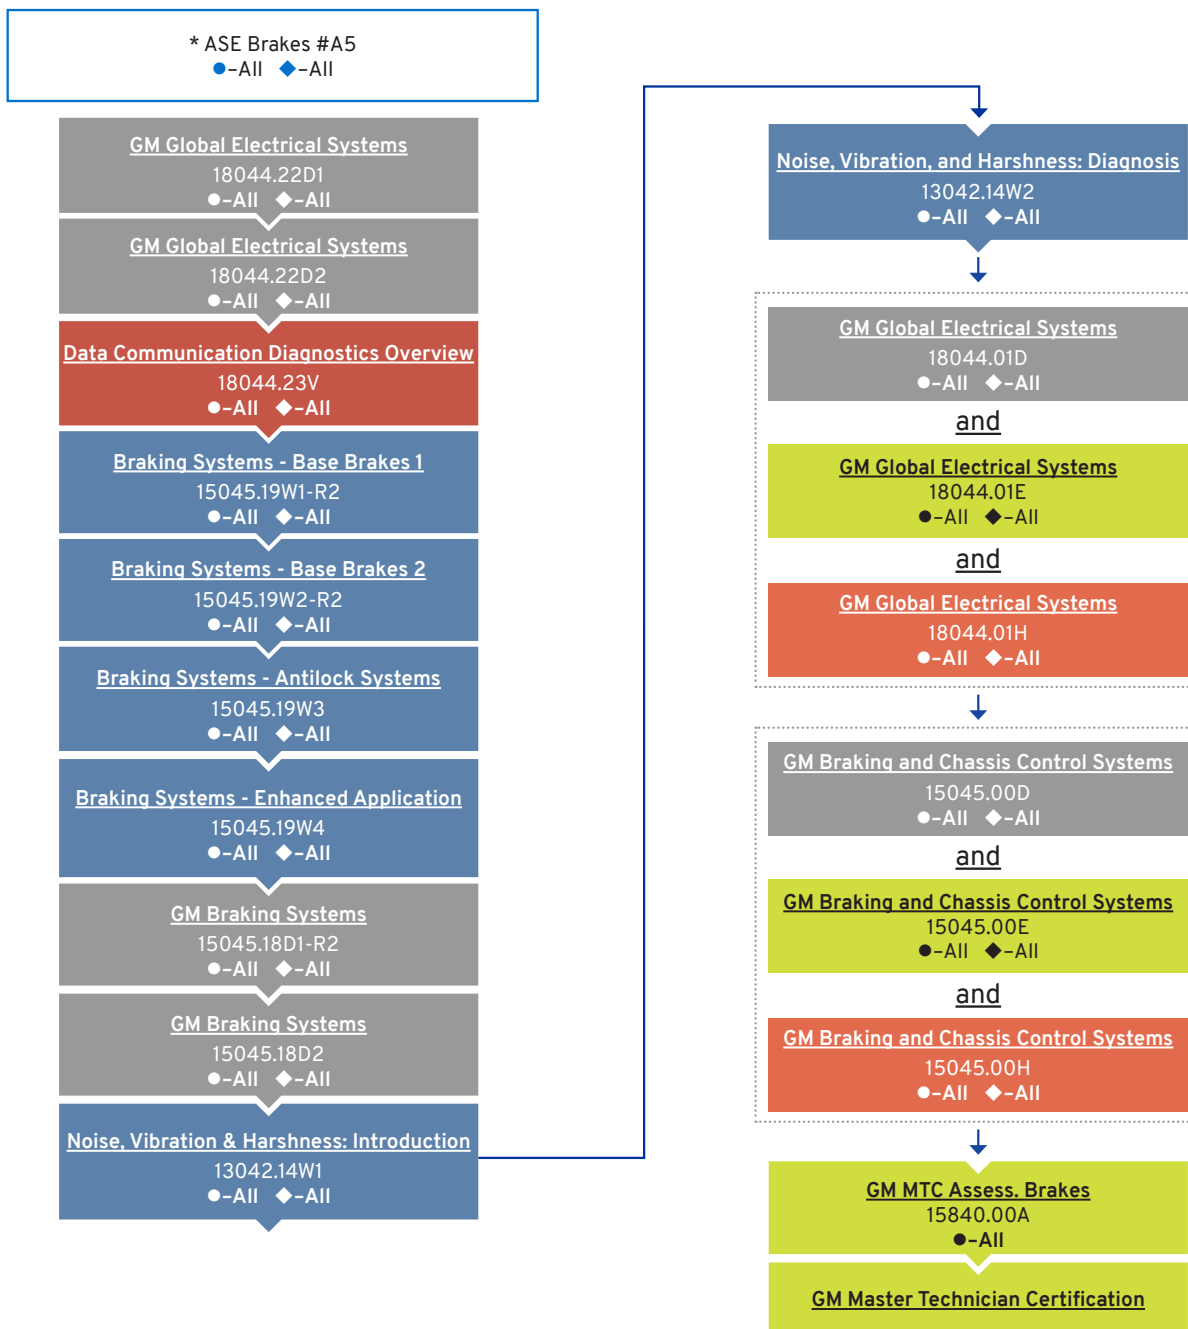 * ASE Brakes #A5
●–All ◆–All
GM Global Electrical Systems
18044.22D1
●–All ◆–All
GM Global Electrical Systems
18044.22D2
●–All ◆–All
Data Communication Diagnostics Overview
18044.23V
●–All ◆–All
Braking Systems - Base Brakes 1
15045.19W1-R2
●–All ◆–All
Braking Systems - Base Brakes 2
15045.19W2-R2
●–All ◆–All
Braking Systems - Antilock Systems
15045.19W3
●–All ◆–All
Braking Systems - Enhanced Application
15045.19W4
●–All ◆–All
GM Braking Systems
15045.18D1-R2
●–All ◆–All
GM Braking Systems
15045.18D2
●–All ◆–All
Noise, Vibration & Harshness: Introduction
13042.14W1
●–All ◆–All
Noise, Vibration, and Harshness: Diagnosis
13042.14W2
●–All ◆–All
GM Global Electrical Systems
18044.01D
●–All ◆–All
and
GM Global Electrical Systems
18044.01E
●–All ◆–All
and
GM Global Electrical Systems
18044.01H
●–All ◆–All
GM Braking and Chassis Control Systems
15045.00D
●–All ◆–All
and
GM Braking and Chassis Control Systems
15045.00E
●–All ◆–All
and
GM Braking and Chassis Control Systems
15045.00H
●–All ◆–All
GM MTC Assess. Brakes
15840.00A
●–All
GM Master Technician Certification